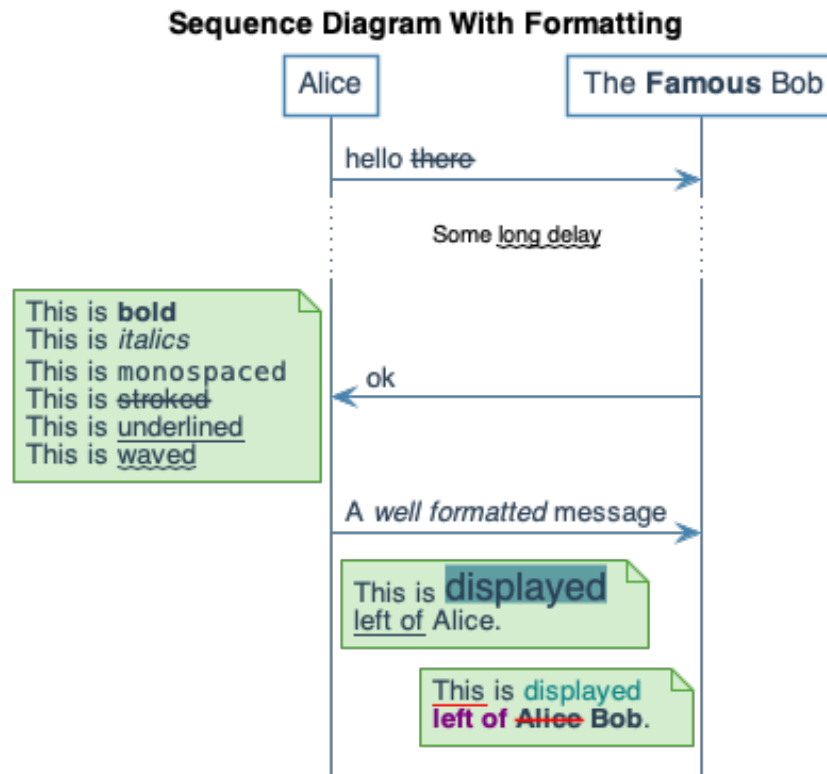 Sequence Diagram With Formatting
Alice
The Famous Bob
hello there
Some long delay
This is bold
This is italics
This is monospaced
This is stroked
This is underlined
This is waved
ok
A well formatted message
This is displayed
left of Alice.
This is displayed
left of Alice Bob.